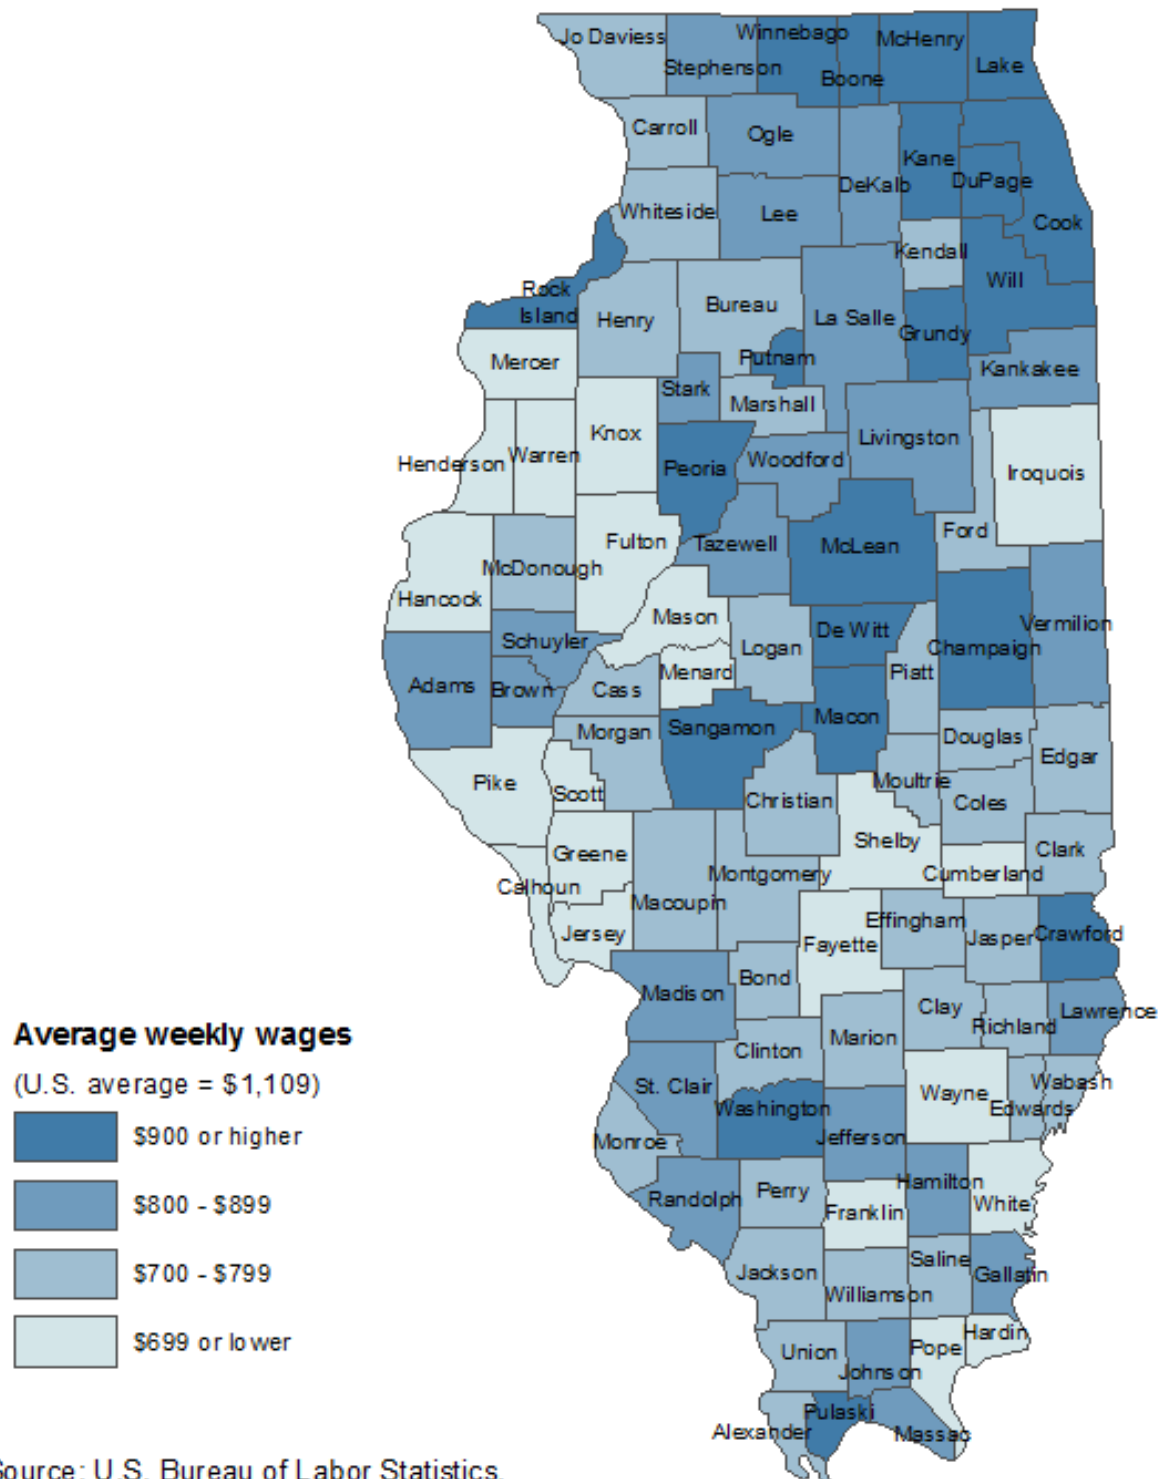 Jo Daviess
Stephenson
Winnebago
Boone
McHenry
Lake
Carroll
Ogle
DeKalb
Kane
DuPage
Cook
Whiteside
Lee
Kendall
Will
Rock
Island
Henry
Bureau
La Salle
Grundy
Putnam
Kankakee
Mercer
Stark
Marshall
Knox
Peoria
Woodford
Livingston
Iroquois
Henderson
Warren
Fulton
Tazewell
McLean
Ford
Hancock
McDonough
Schuyler
Mason
Logan
De Witt
Piatt
Champaign
Vermilion
Adams
Brown
Cass
Menard
Morgan
Sangamon
Macon
Douglas
Edgar
Pike
Scott
Christian
Moultrie
Coles
Greene
Shelby
Clark
Calhoun
Macoupin
Montgomery
Cumberland
Jersey
Fayette
Effingham
Jasper
Crawford
Madison
Bond
Clay
Richland
Lawrence
Clinton
Marion
St. Clair
Washington
Wayne
Edwards
Wabash
Monroe
Jefferson
Randolph
Perry
Franklin
Hamilton
White
Jackson
Williamson
Saline
Gallatin
Union
Johnson
Pope
Hardin
Alexander
Pulaski
Massac
Average weekly wages
(U.S. average = $1,109)
$900 or higher
$800 - $899
$700 - $799
$699 or lower
Source: U.S. Bureau of Labor Statistics.